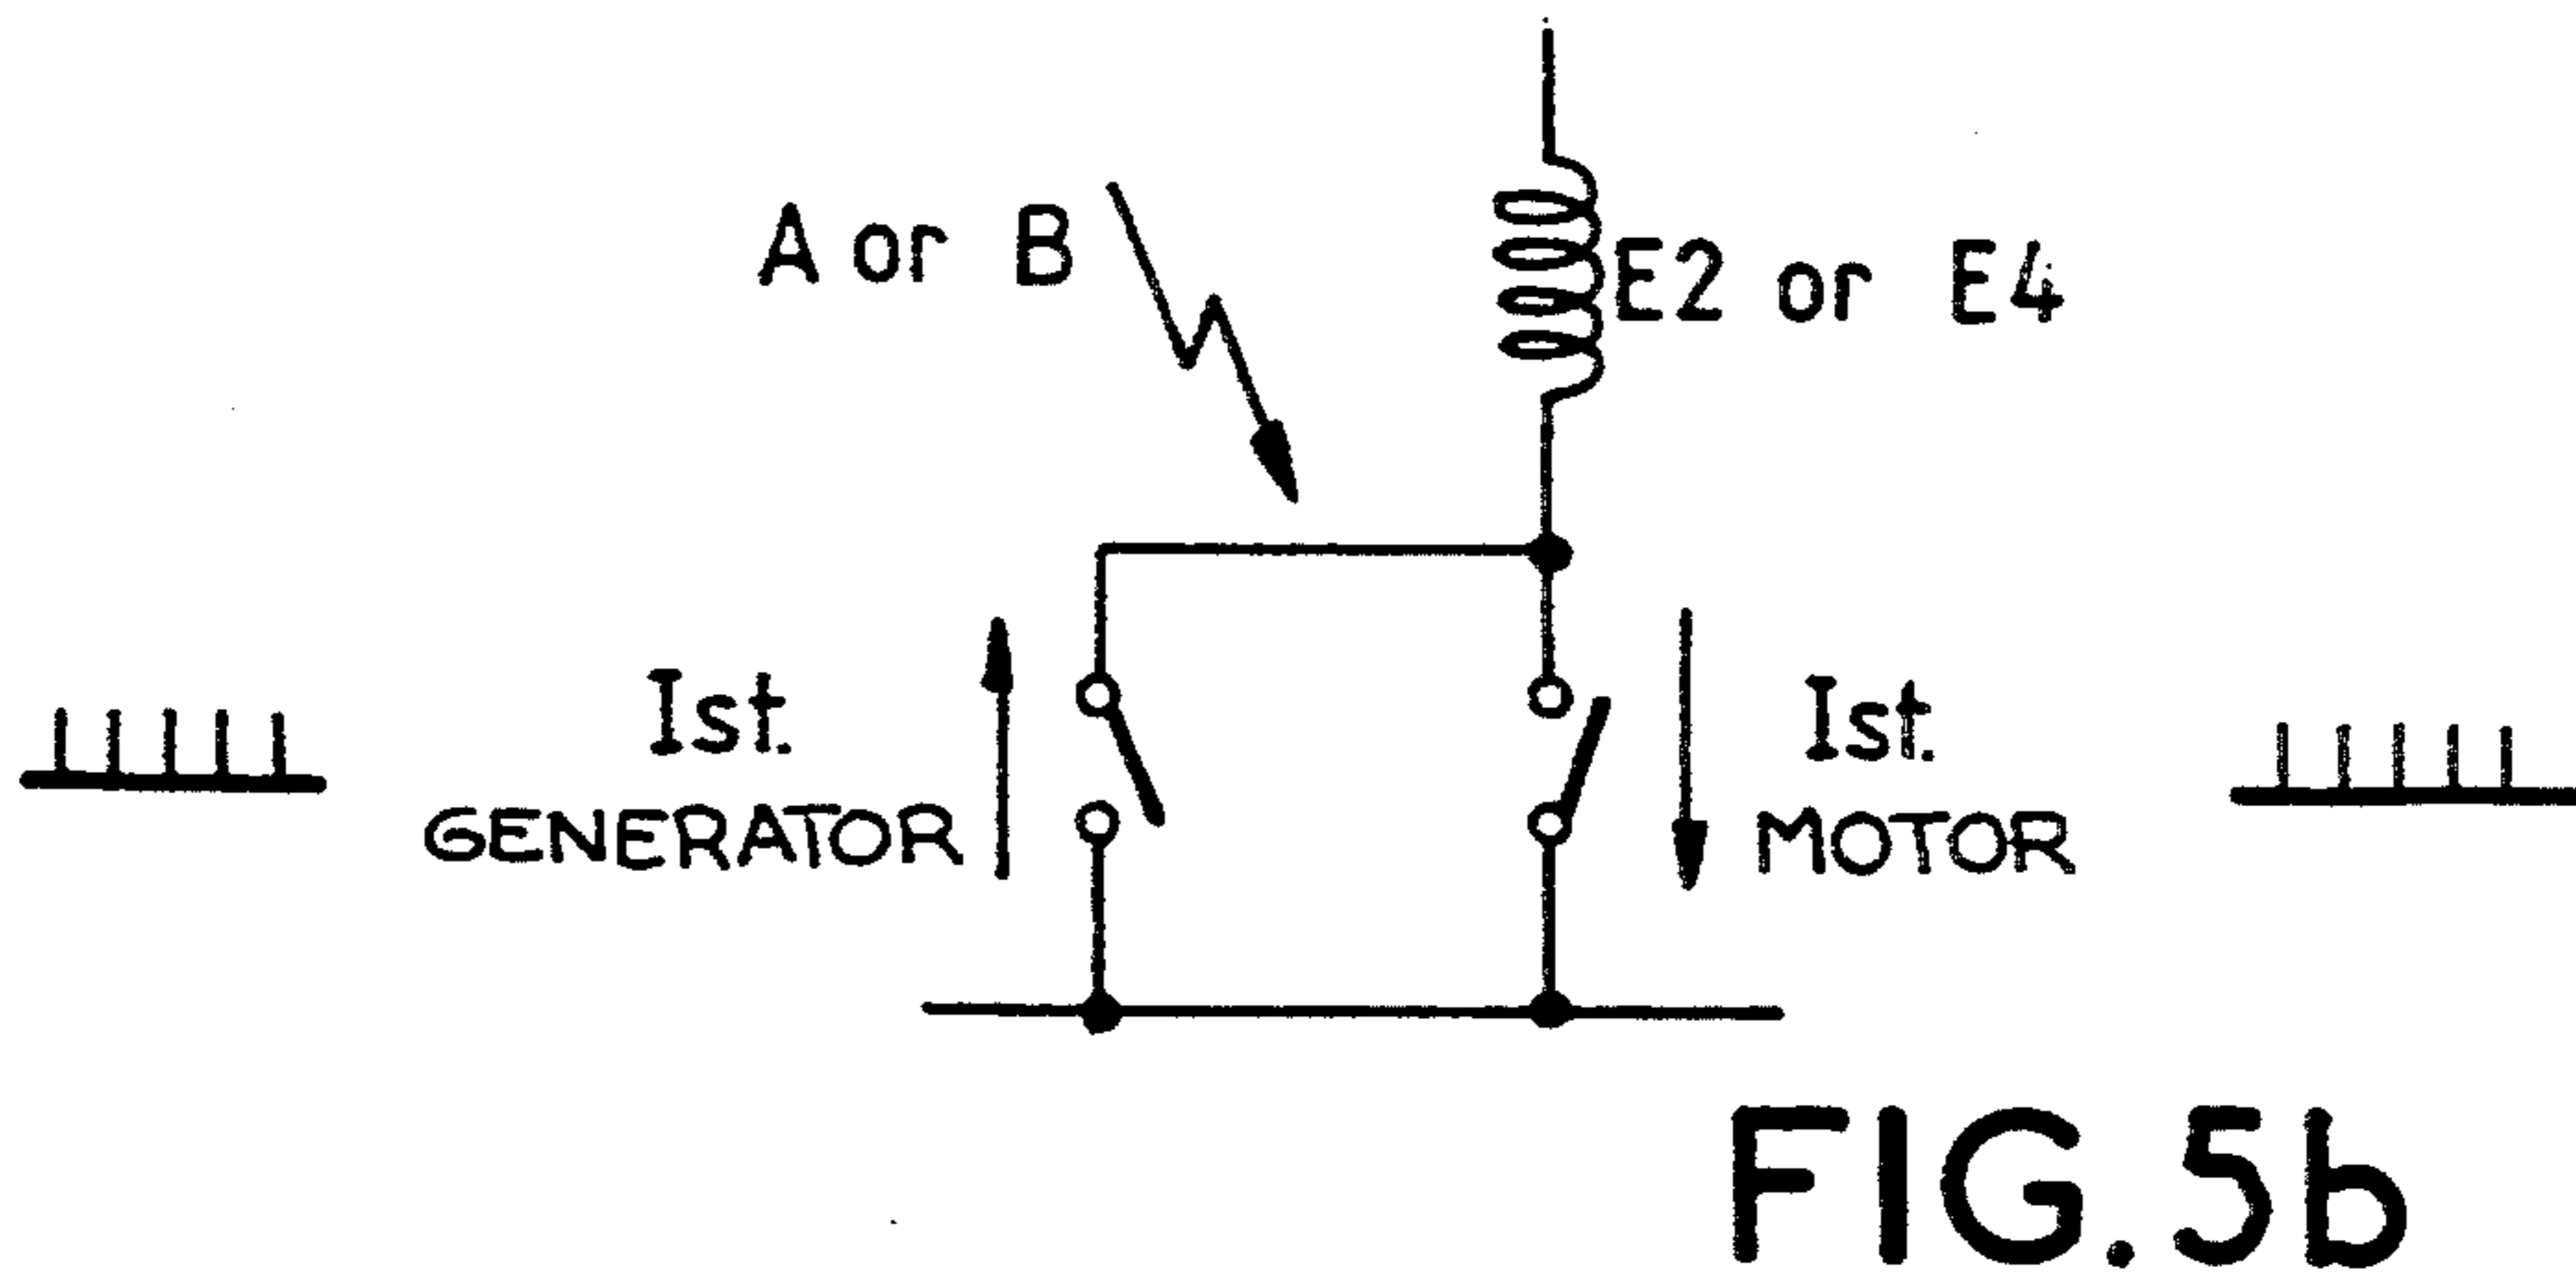 A or B
E2 or E4
Ist.
GENERATOR
Ist.
MOTOR
FIG.5b